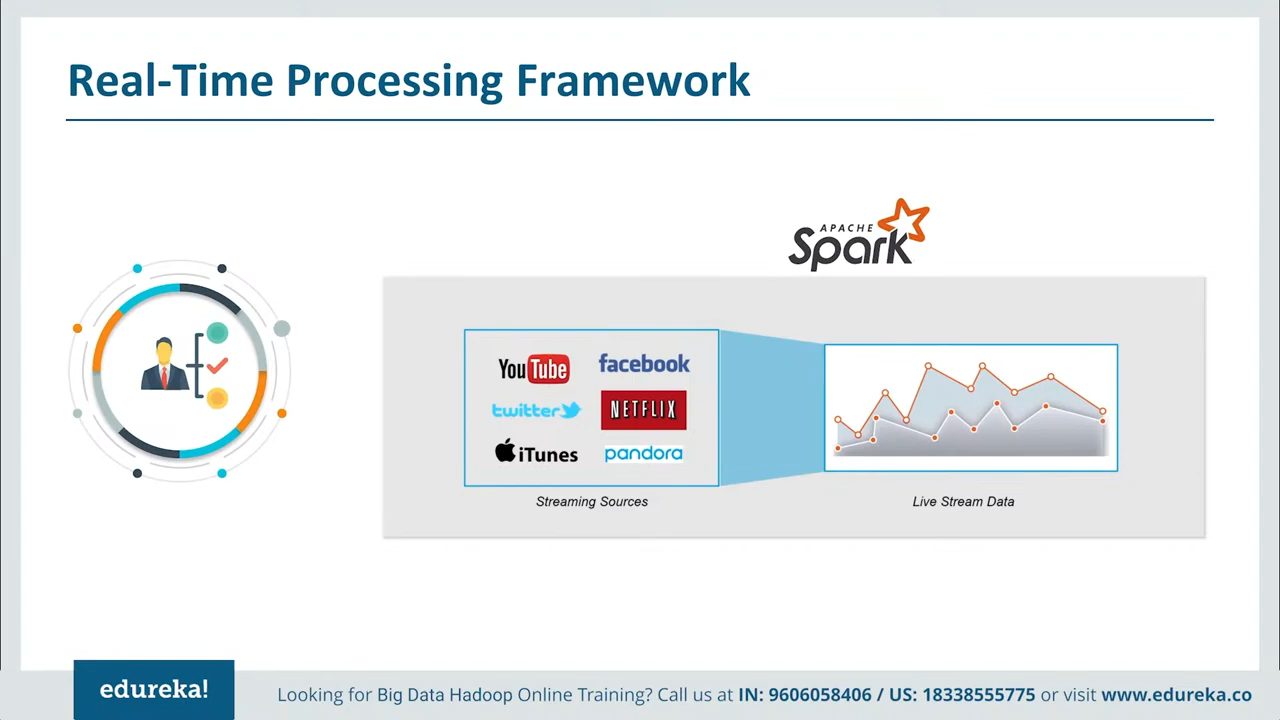 Real-Time Processing Framework
APACHE
Spark
YouTube facebook
twitter NETFLIX
iTunes pandora
Streaming Sources
Live Stream Data
edureka!
Looking for Big Data Hadoop Online Training? Call us at IN: 9606058406 / US: 18338555775 or visit www.edureka.co